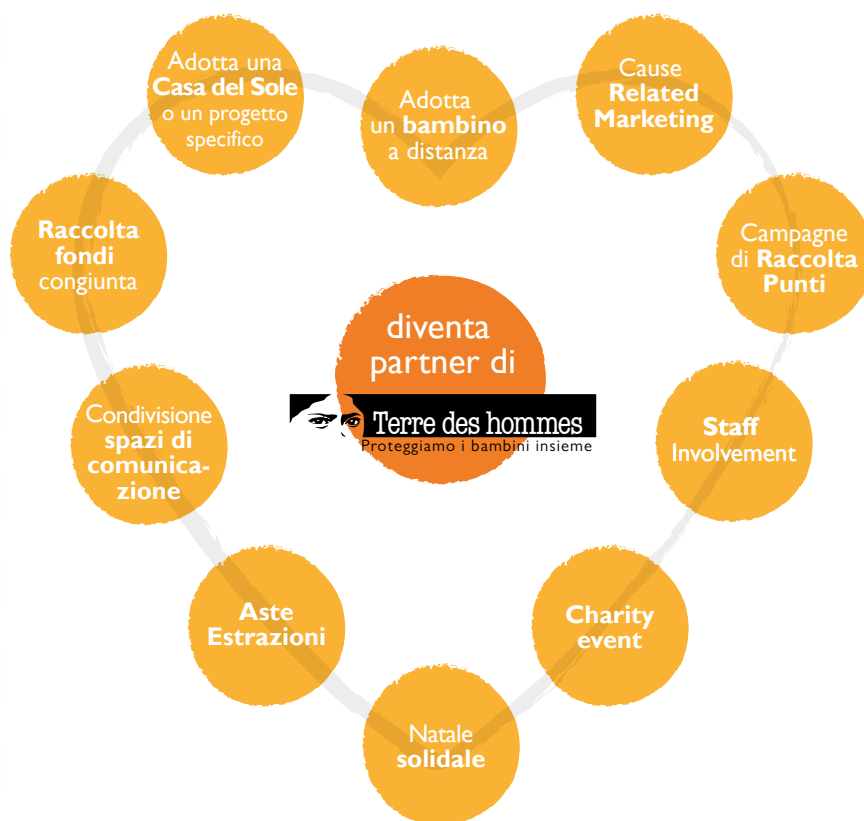 Adotta una
Casa del Sole
o un progetto
specifico
Adotta
un bambino
a distanza
Cause
Related
Marketing
Raccolta
fondi
congiunta
Campagne
di Raccolta
Punti
diventa
partner di
Terre des hommes
Proteggiamo i bambini insieme
Condivisione
spazi di
comunica-
zione
Staff
Involvement
Aste
Estrazioni
Charity
event
Natale
solidale